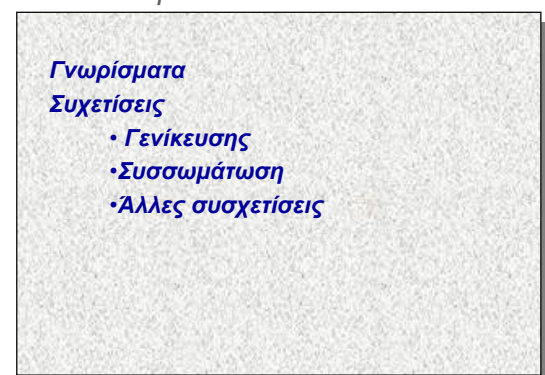 Γνωρίσματα
Συχετίσεις
• Γενίκευσης
•Συσσωμάτωση
•Άλλες συσχετίσεις